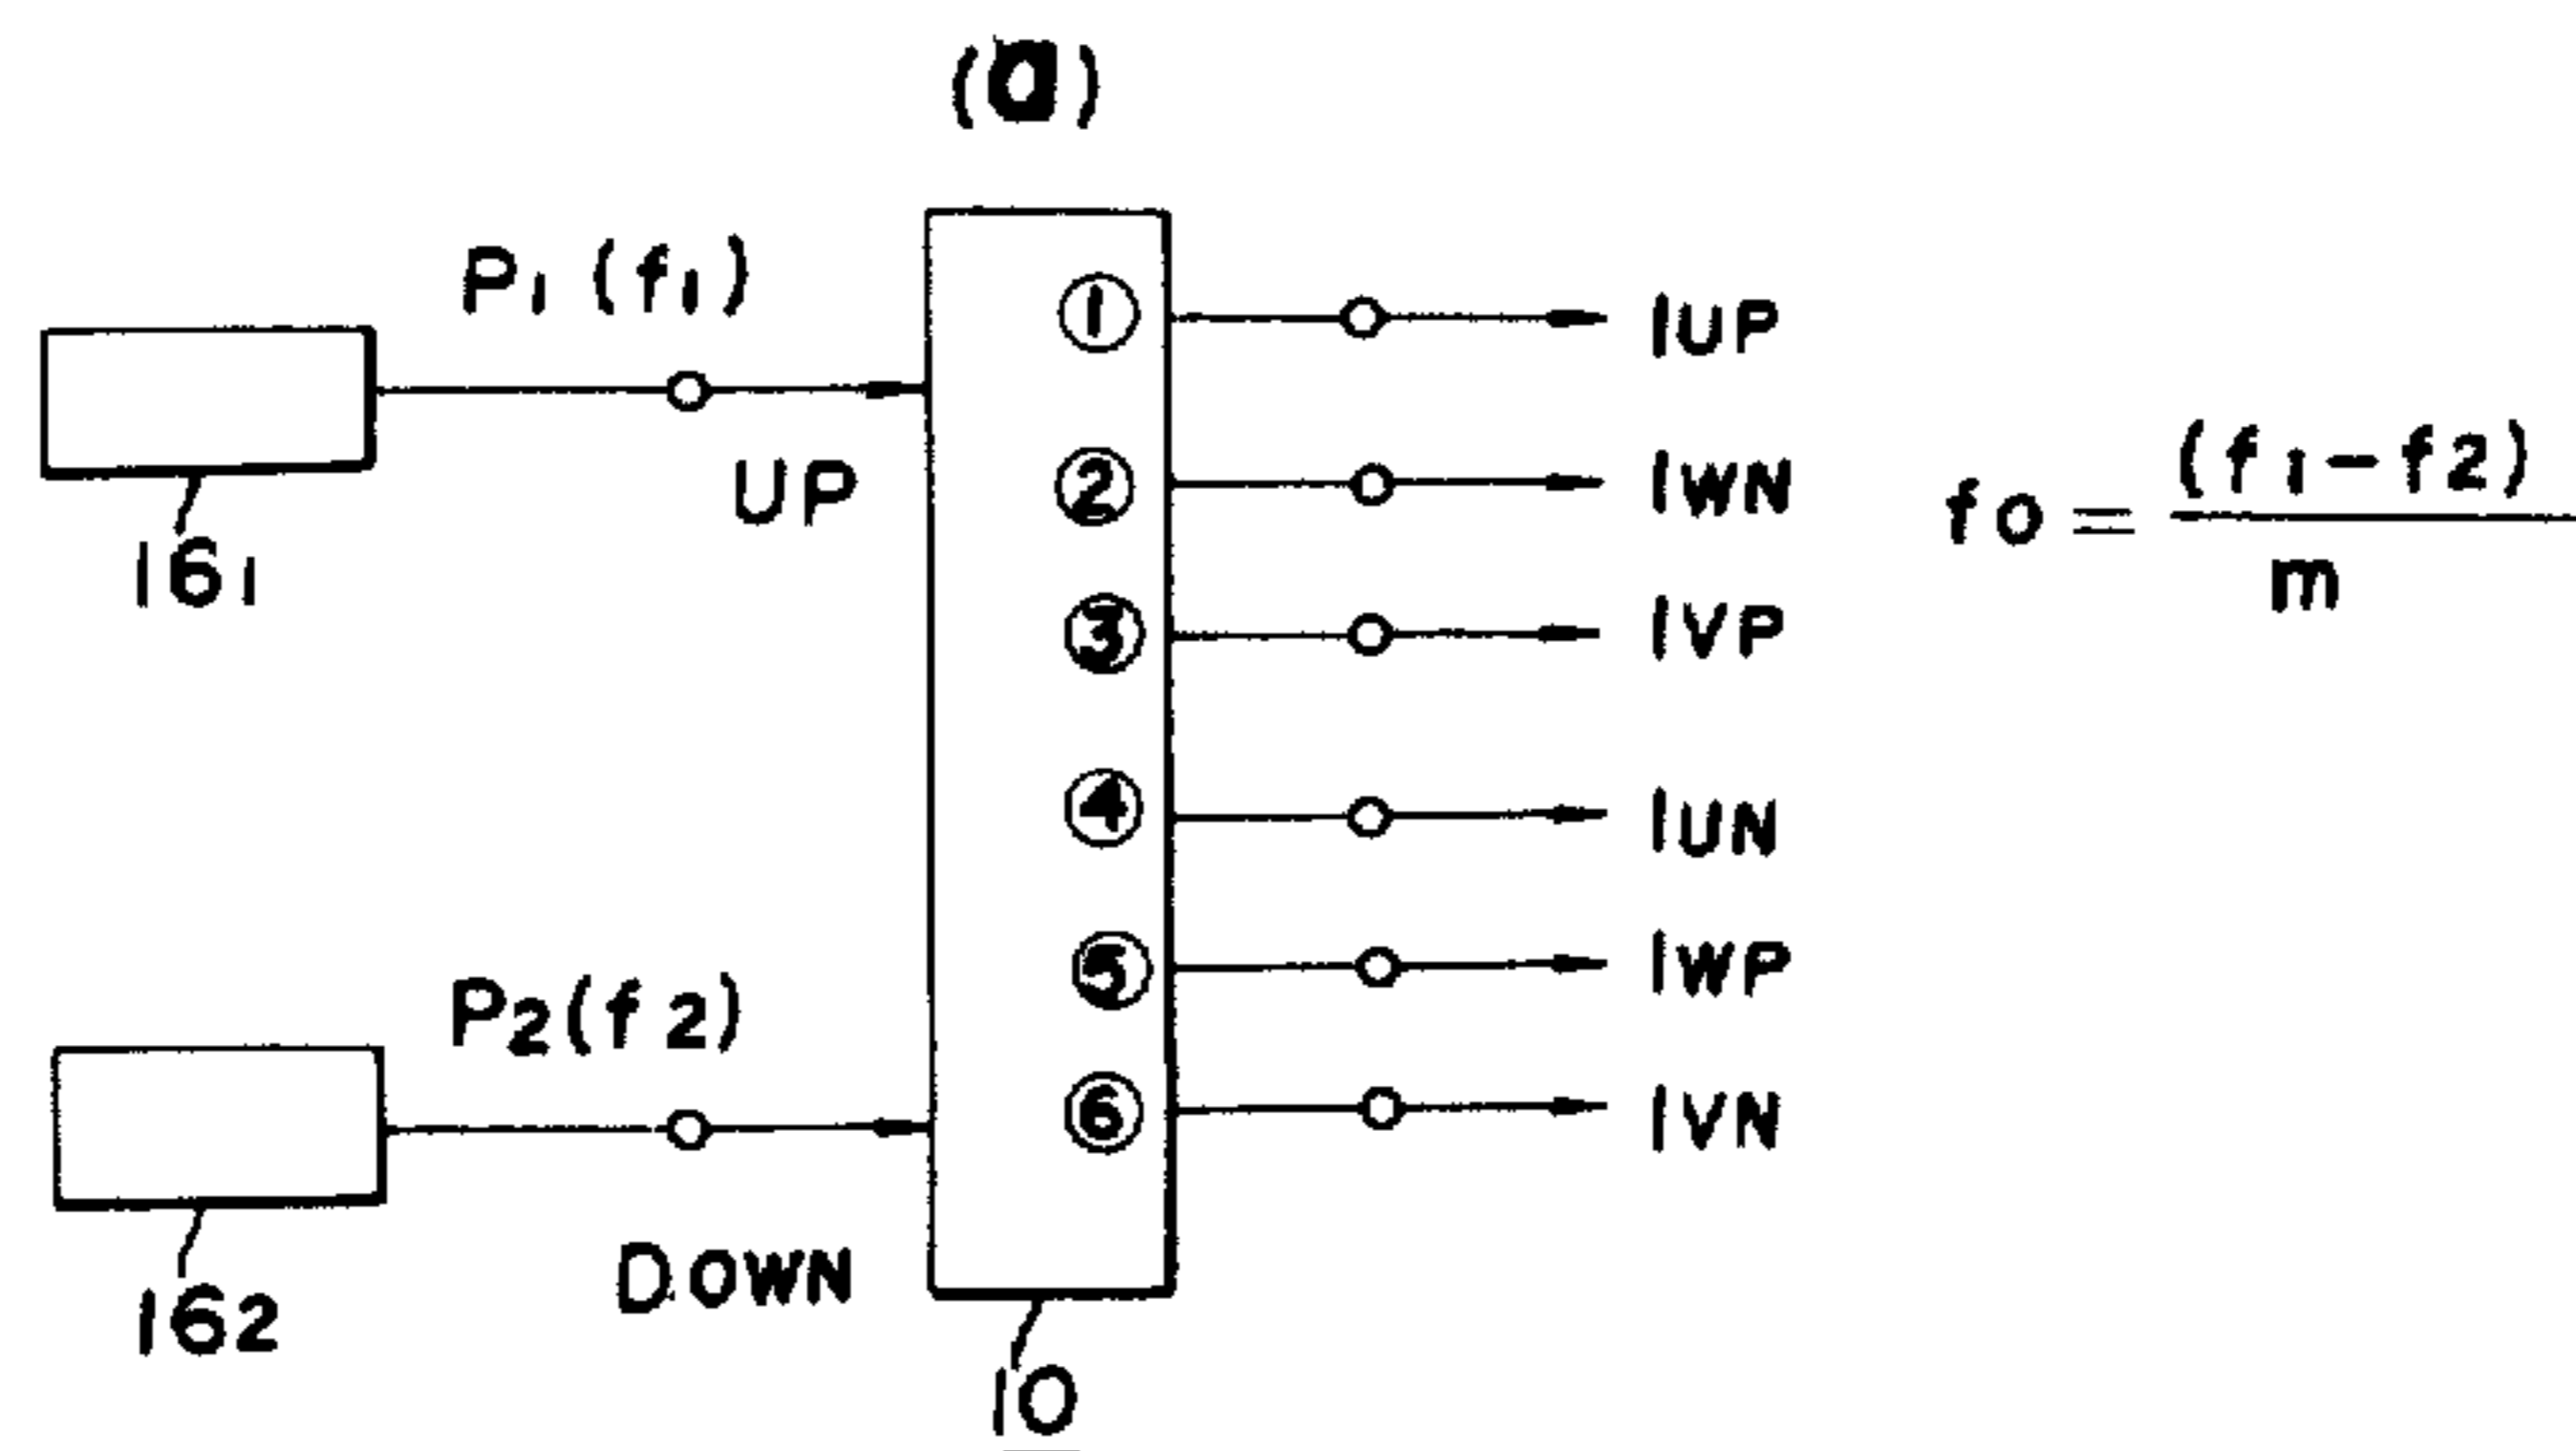 (a)
P1 (f1)
UP
161
P2(f2)
DOWN
162
①
②
③
④
⑤
⑥
10
IUP
IWN
IVP
IUN
IWP
IVN
fo = (f1-f2)
m